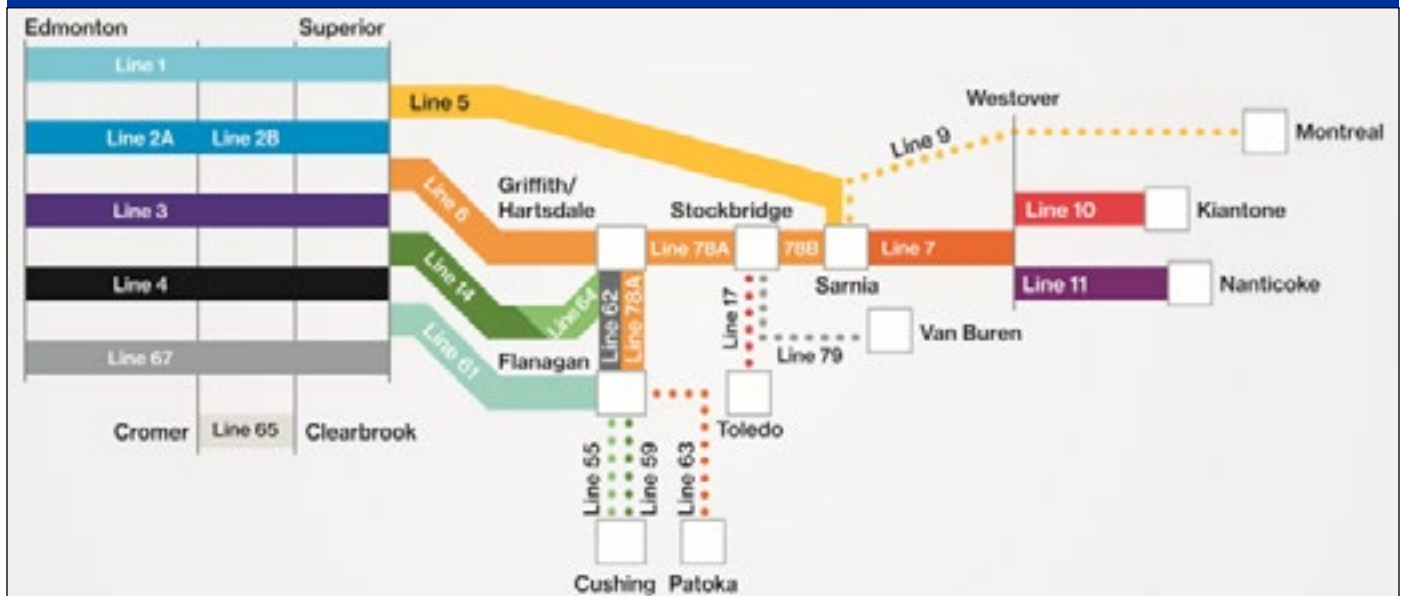 Edmonton
Superior
Line 1
Line 5
Westover
Line 2A
Line 2B
Line 9
Montreal
Line 6
Griffith/
Hartsdale
Stockbridge
Line 3
Line 10
Kiantone
Line 78A
78B
Line 7
Line 14
Line 64
Line 62
Line 78A
Sarnia
Line 4
Line 11
Nanticoke
Line 17
Van Buren
Line 79
Line 61
Flanagan
Line 67
Cromer
Line 65
Clearbrook
Toledo
Line 55
Line 59
Line 63
Cushing
Patoka